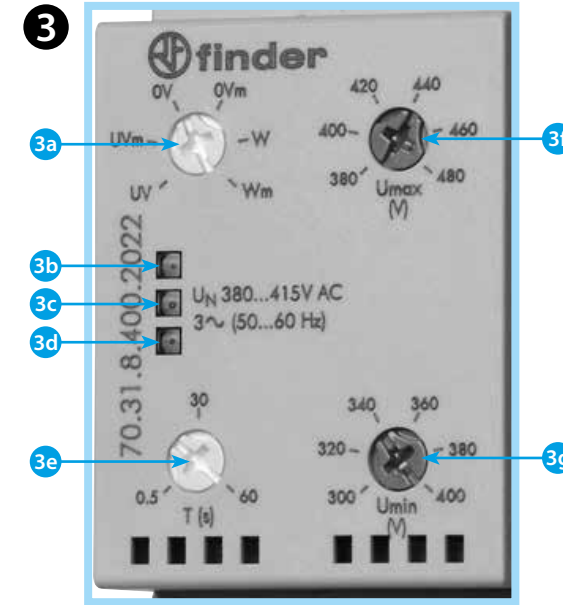 3
finder
0V 0Vm
UVm W
UV Wm
420 440
400 460
380 480
Umax
(V)
3a
3f
3b
3c
3d
70.31.8.400.2022
UN 380...415V AC
3~ (50...60 Hz)
30
0.5 60
T (s)
340 360
320 380
300 400
Umin
(V)
3e
3g